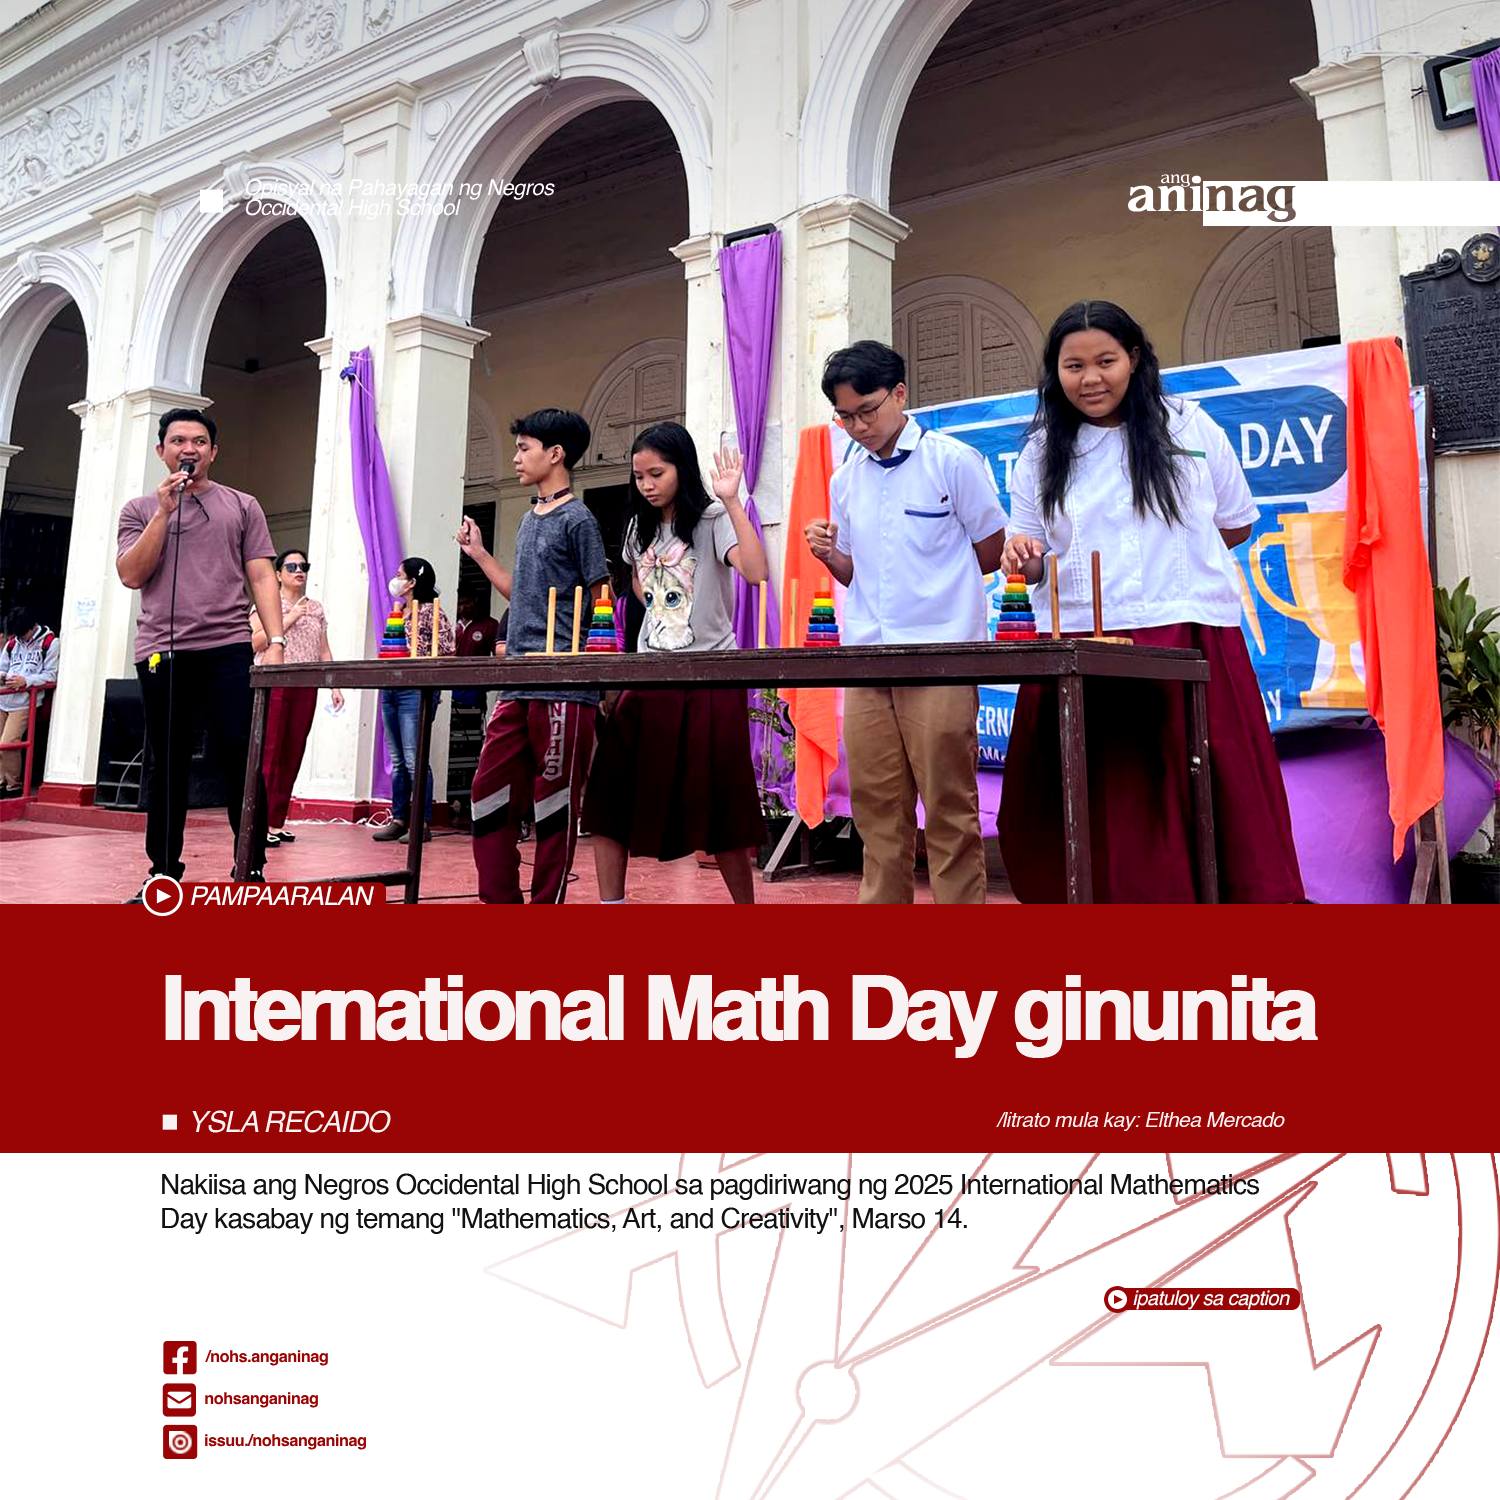 Opisyal na Pahayagan ng Negros
Occidental High School
ang
aninag
DAY
PAMPAARALAN
International Math Day ginunita
YSLA RECAIDO
/litrato mula kay: Elthea Mercado
Nakiisa ang Negros Occidental High School sa pagdiriwang ng 2025 International Mathematics
Day kasabay ng temang "Mathematics, Art, and Creativity", Marso 14.
ipatuloy sa caption
/nohs.anganinag
nohsanganinag
issuu./nohsanganinag